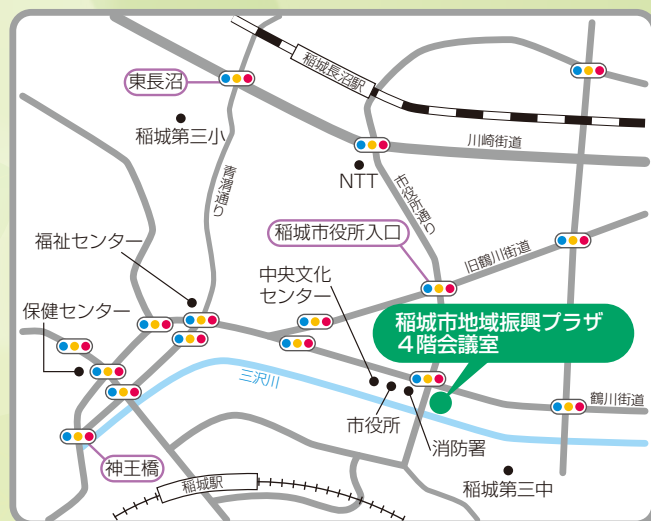 東長沼
稲城長沼駅
稲城第三小
川崎街道
青渭通り
NTT
市役所通り
福祉センター
稲城市役所入口
旧鶴川街道
中央文化
センター
保健センター
稲城市地域振興プラザ
4階会議室
三沢川
鶴川街道
市役所
消防署
神王橋
稲城駅
稲城第三中